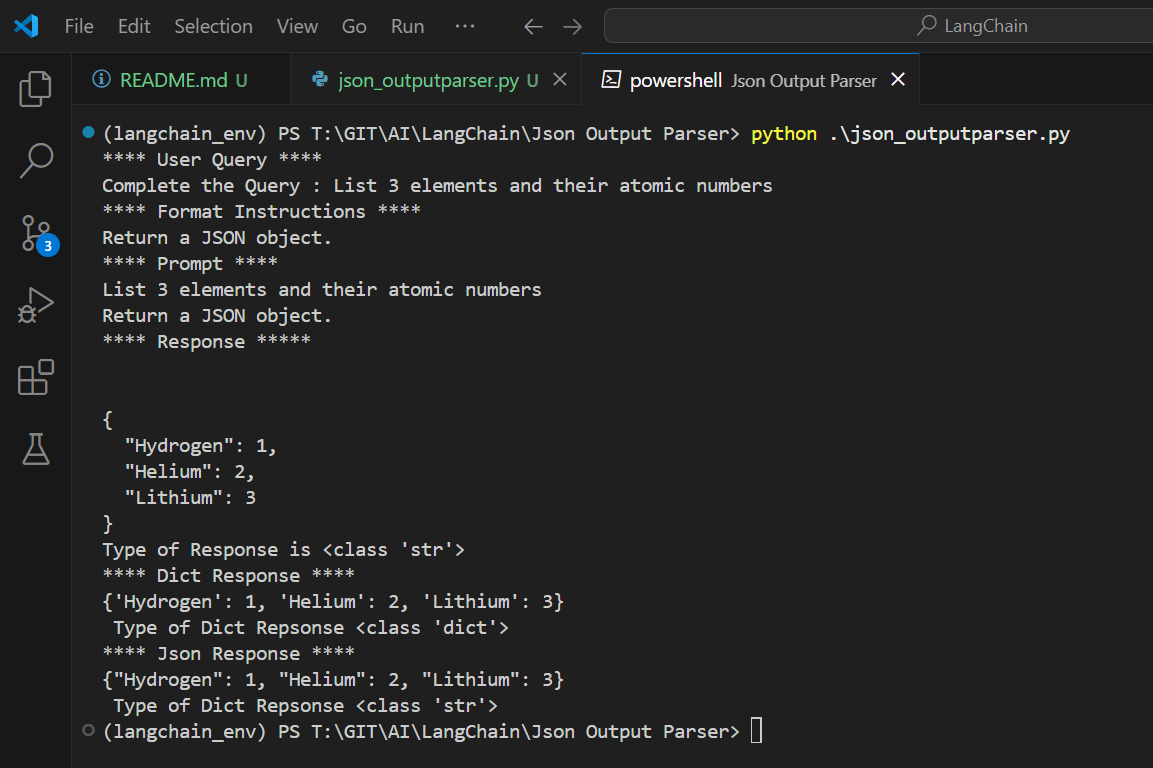 File Edit Selection View Go Run ··· ← → LangChain
README.md U json_outputparser.py U powershell Json Output Parser
(langchain_env) PS T:\GIT\AI\LangChain\Json Output Parser> python .\json_outputparser.py
**** User Query ****
Complete the Query : List 3 elements and their atomic numbers
**** Format Instructions ****
Return a JSON object.
**** Prompt ****
List 3 elements and their atomic numbers
Return a JSON object.
**** Response *****
{
  "Hydrogen": 1,
  "Helium": 2,
  "Lithium": 3
}
Type of Response is <class 'str'>
**** Dict Response ****
{'Hydrogen': 1, 'Helium': 2, 'Lithium': 3}
 Type of Dict Repsonse <class 'dict'>
**** Json Response ****
{"Hydrogen": 1, "Helium": 2, "Lithium": 3}
 Type of Dict Repsonse <class 'str'>
(langchain_env) PS T:\GIT\AI\LangChain\Json Output Parser>
3